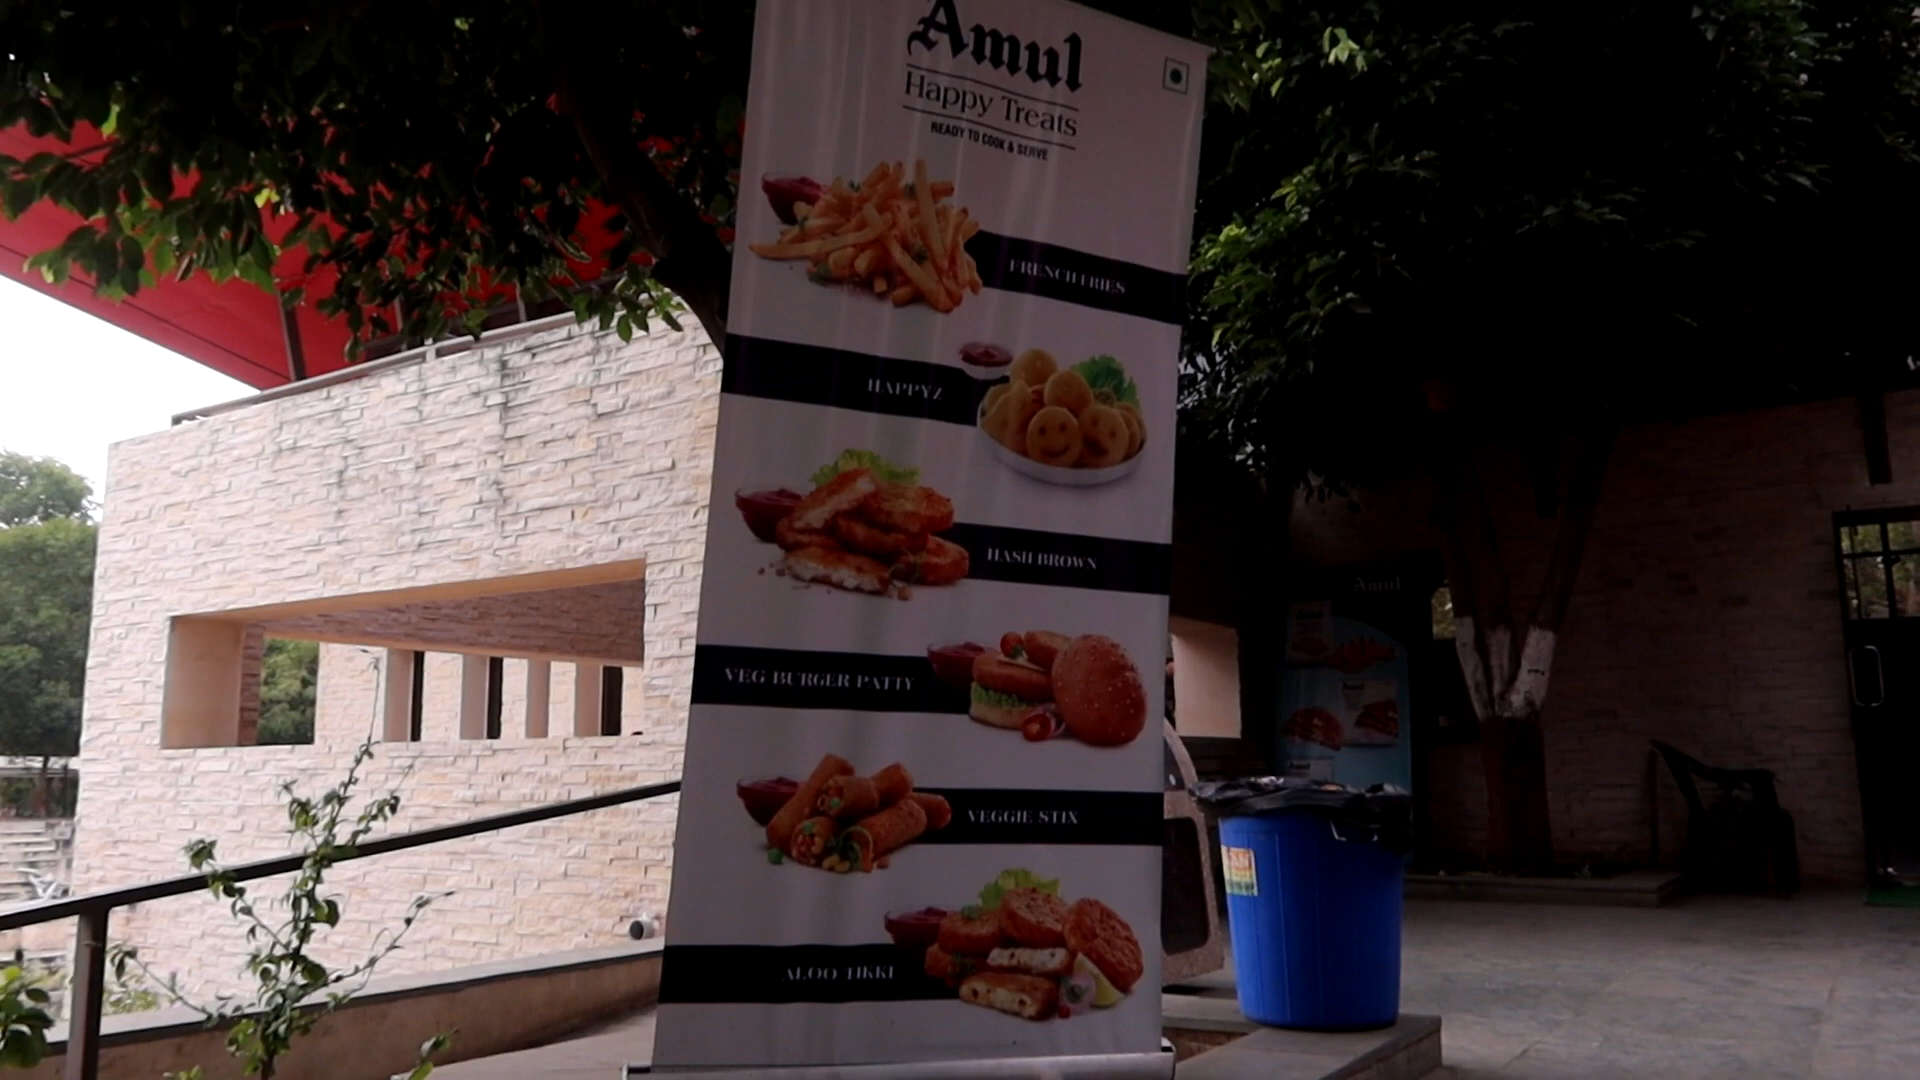 Amul
Happy Treats
READY TO COOK & SERVE
FRENCH FRIES
HAPPYZ
HASH BROWN
VEG BURGER PATTY
VEGGIE STIX
ALOO TIKKI
Amul